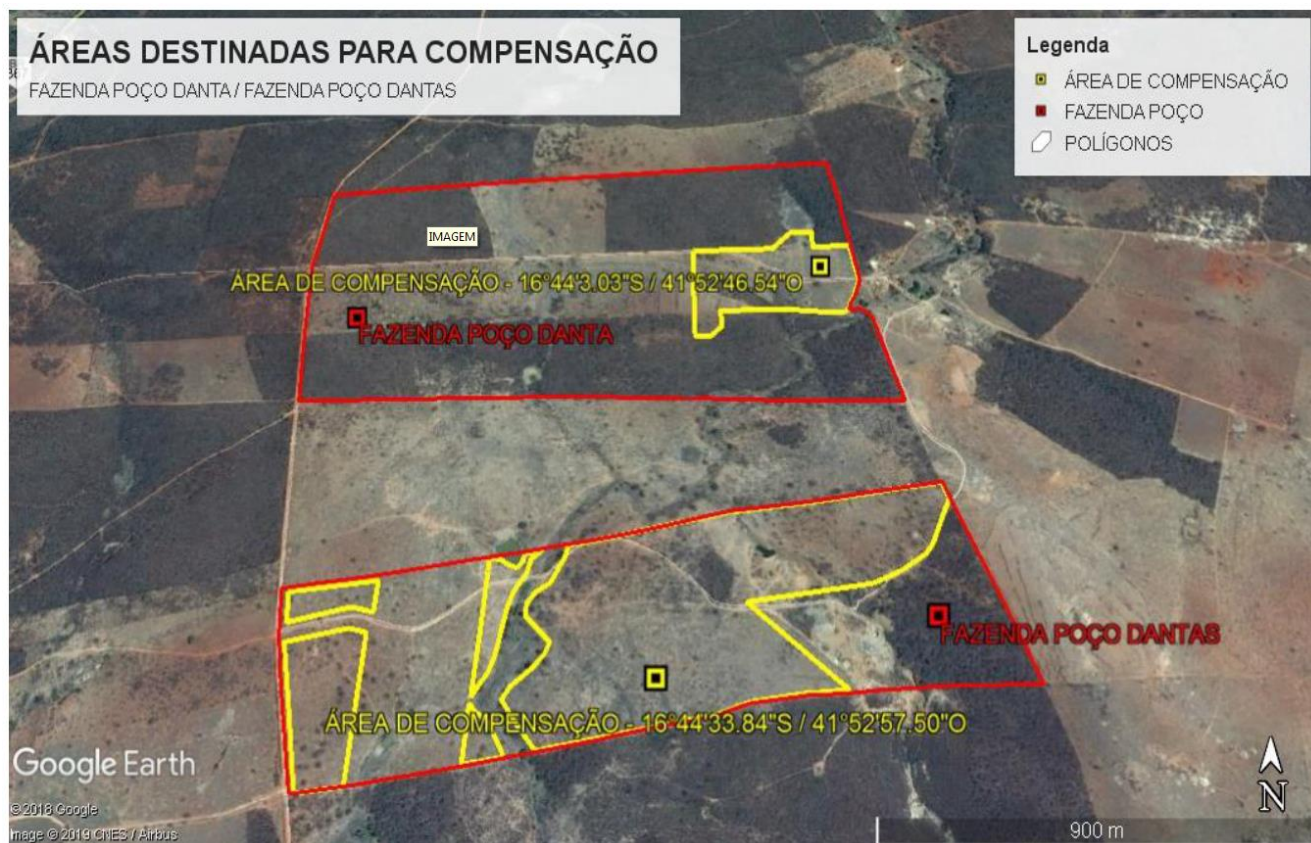 ÁREAS DESTINADAS PARA COMPENSAÇÃO
FAZENDA POÇO DANTA / FAZENDA POÇO DANTAS
367
Legenda
ÁREA DE COMPENSAÇÃO
FAZENDA POÇO
POLÍGONOS
IMAGEM
ÁREA DE COMPENSAÇÃO - 16°44'3.03"S / 41°52'46.54"O
FAZENDA POÇO DANTA
FAZENDA POÇO DANTAS
ÁREA DE COMPENSAÇÃO - 16°44'33.84"S / 41°52'57.50"O
Google Earth
© 2018 Google
Image © 2019 CNES / Airbus
N
900 m